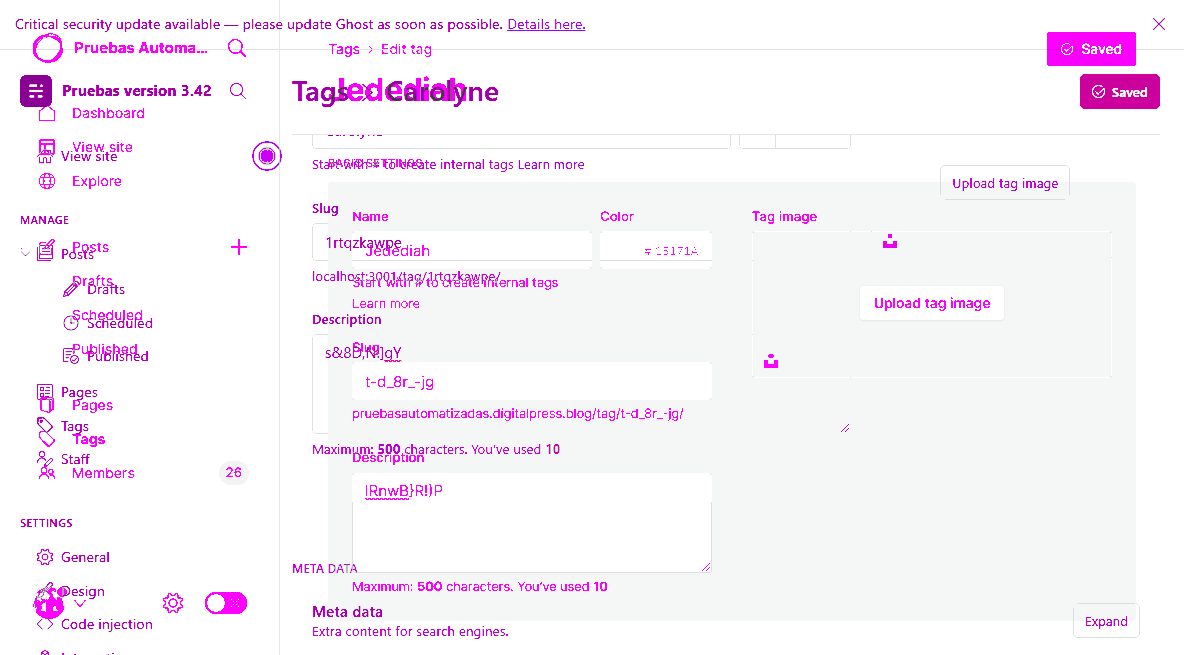 Critical security update available — please update Ghost as soon as possible. Details here.
Pruebas Automa...
Tags › Edit tag
Saved
Pruebas version 3.42
Tags
Jedediah
Carolyne
Saved
Dashboard
View site
View site
Explore
BASIC SETTINGS
Start with # to create internal tags Learn more
Upload tag image
MANAGE
Slug
Name
Color
Tag image
1rtqzkawpe
Jedediah
# 15171A
Posts
Posts
localhost:3001/tag/1rtqzkawpe/
Start with # to create internal tags
Learn more
Drafts
Drafts
Upload tag image
Scheduled
Scheduled
Description
Published
Published
Slug
s&8D,N!]gY
t-d_8r_-jg
Pages
Pages
pruebasautomatizadas.digitalpress.blog/tag/t-d_8r_-jg/
Tags
Tags
Maximum: 500 characters. You've used 10
Description
Staff
Members
26
IRnwB}R!)P
SETTINGS
General
META DATA
Maximum: 500 characters. You've used 10
Design
Meta data
Code injection
Extra content for search engines.
Expand